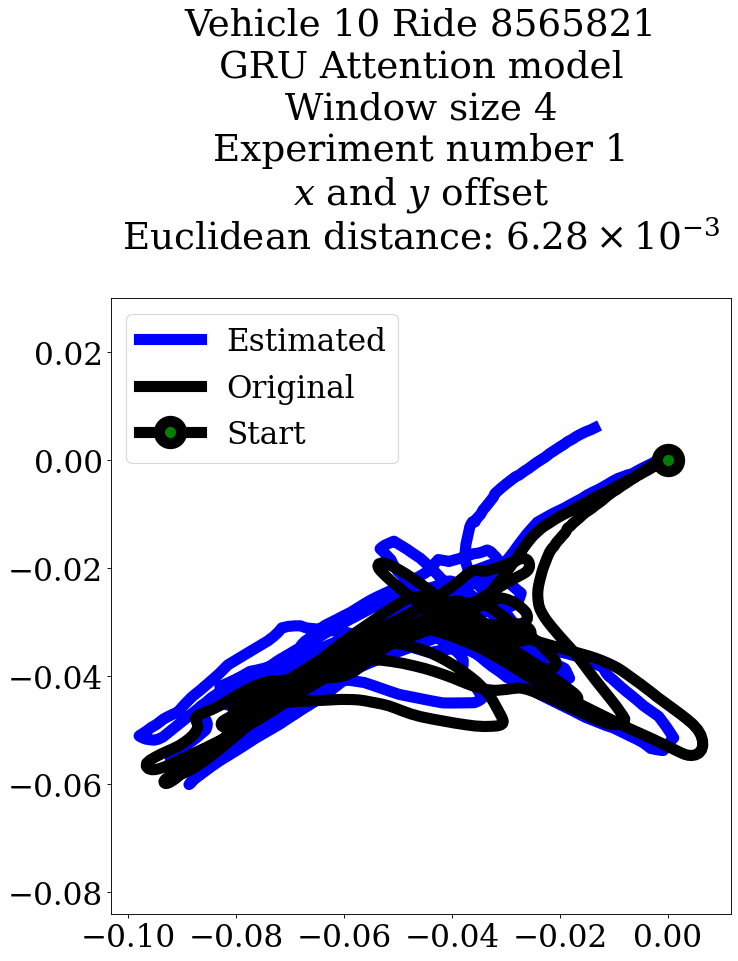 Vehicle 10 Ride 8565821
GRU Attention model
Window size 4
Experiment number 1
x and y offset
Euclidean distance: 6.28 × 10⁻³
Estimated
Original
Start
0.02
0.00
−0.02
−0.04
−0.06
−0.08
−0.10 −0.08 −0.06 −0.04 −0.02 0.00